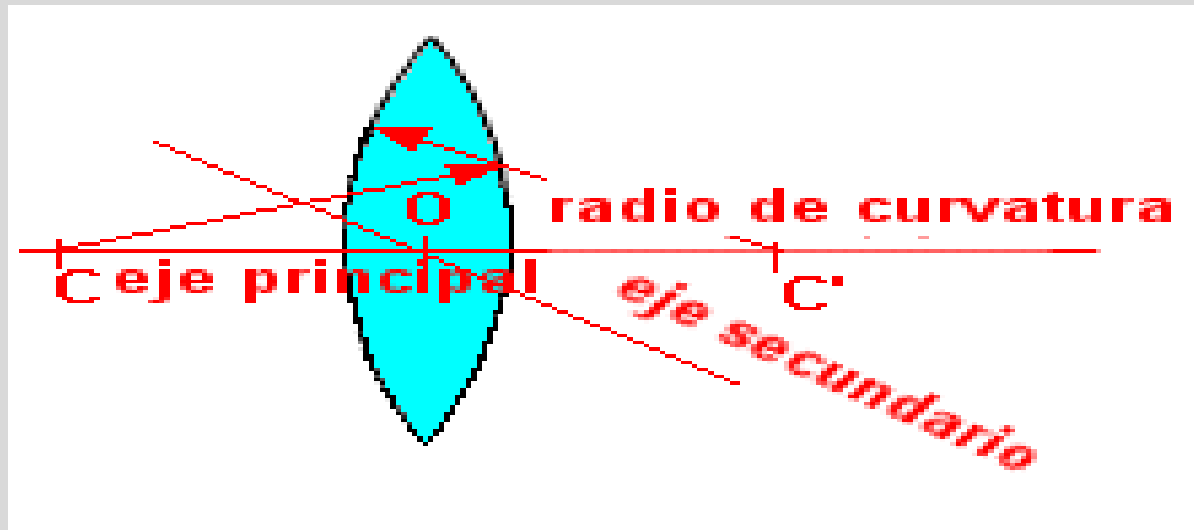 O
radio de curvatura
C
eje principal
C'
eje secundario